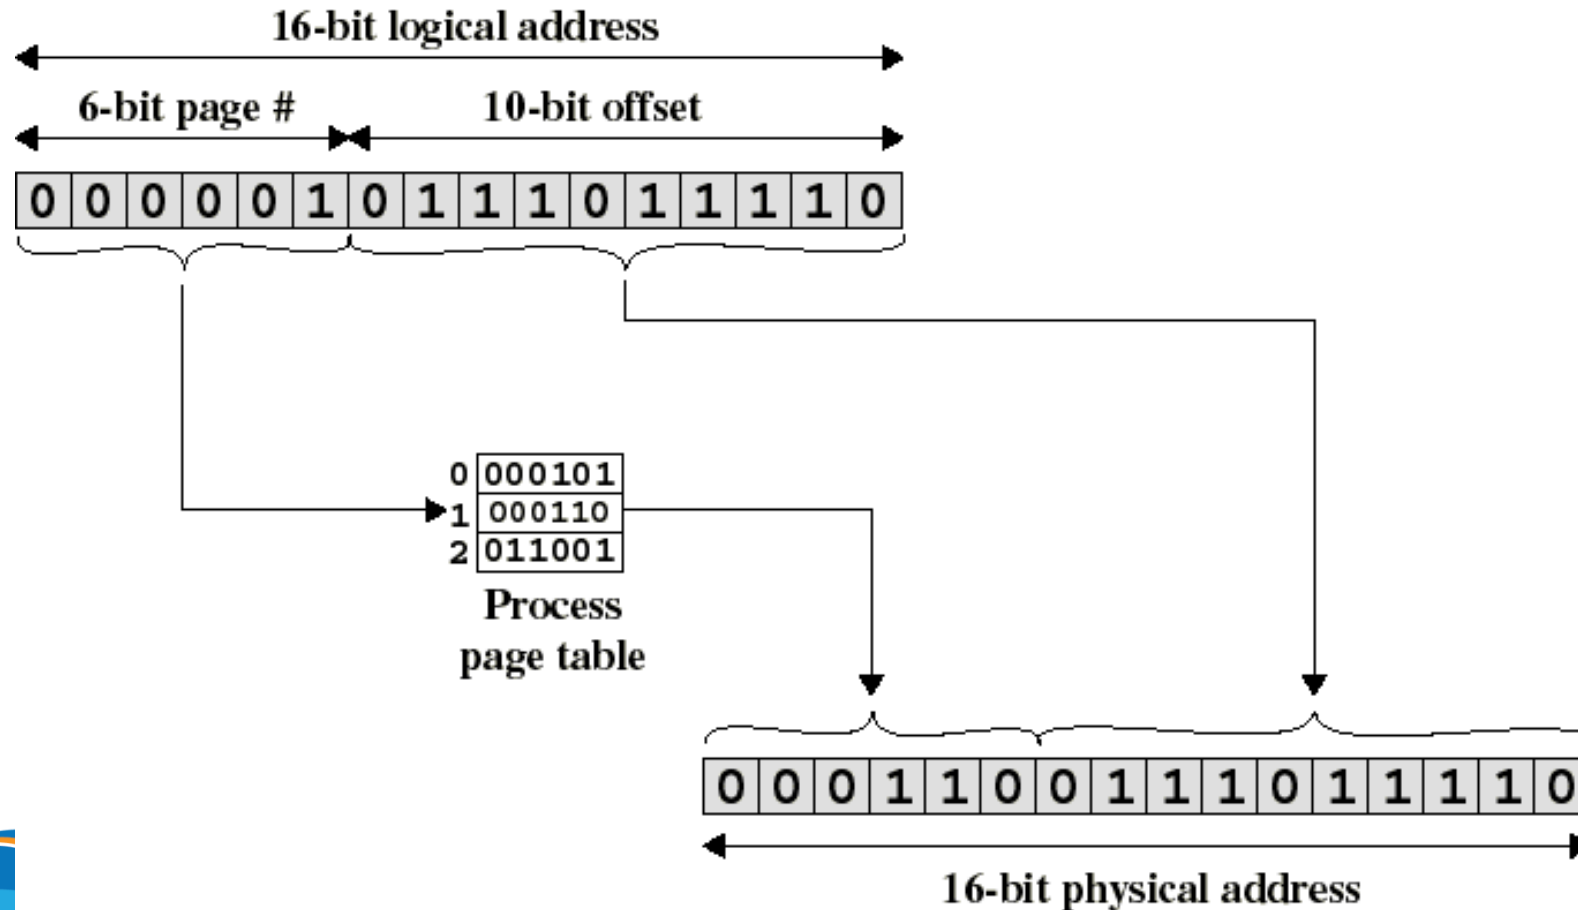 16-bit logical address
6-bit page # 10-bit offset
0 0 0 0 0 1 0 1 1 1 0 1 1 1 1 0
0 000101
1 000110
2 011001
Process
page table
0 0 0 1 1 0 0 1 1 1 0 1 1 1 1 0
16-bit physical address